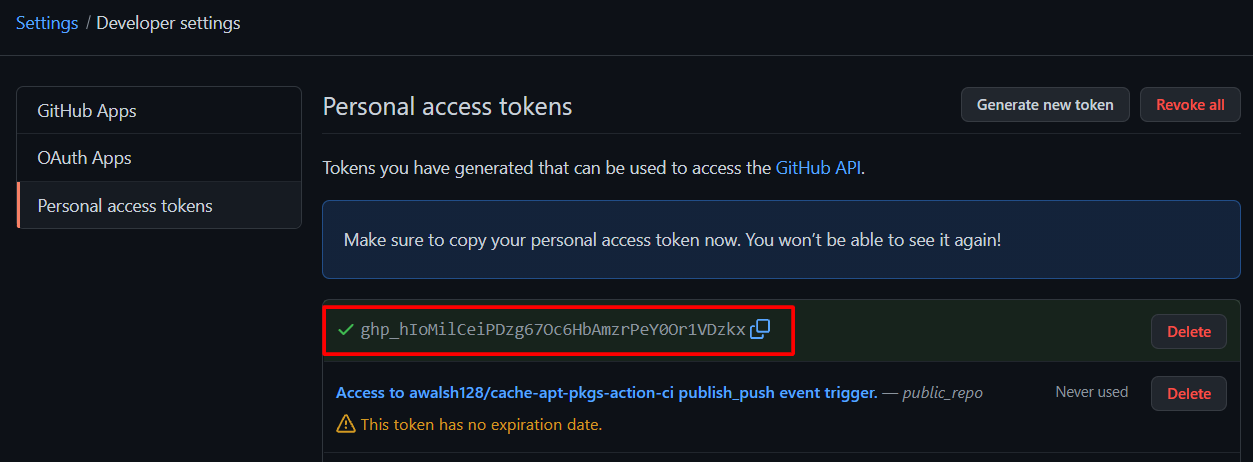 Settings / Developer settings
GitHub Apps
OAuth Apps
Personal access tokens
Personal access tokens
Generate new token
Revoke all
Tokens you have generated that can be used to access the GitHub API.
Make sure to copy your personal access token now. You won’t be able to see it again!
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
Delete
Access to awalsh128/cache-apt-pkgs-action-ci publish_push event trigger. — public_repo
Never used
Delete
This token has no expiration date.